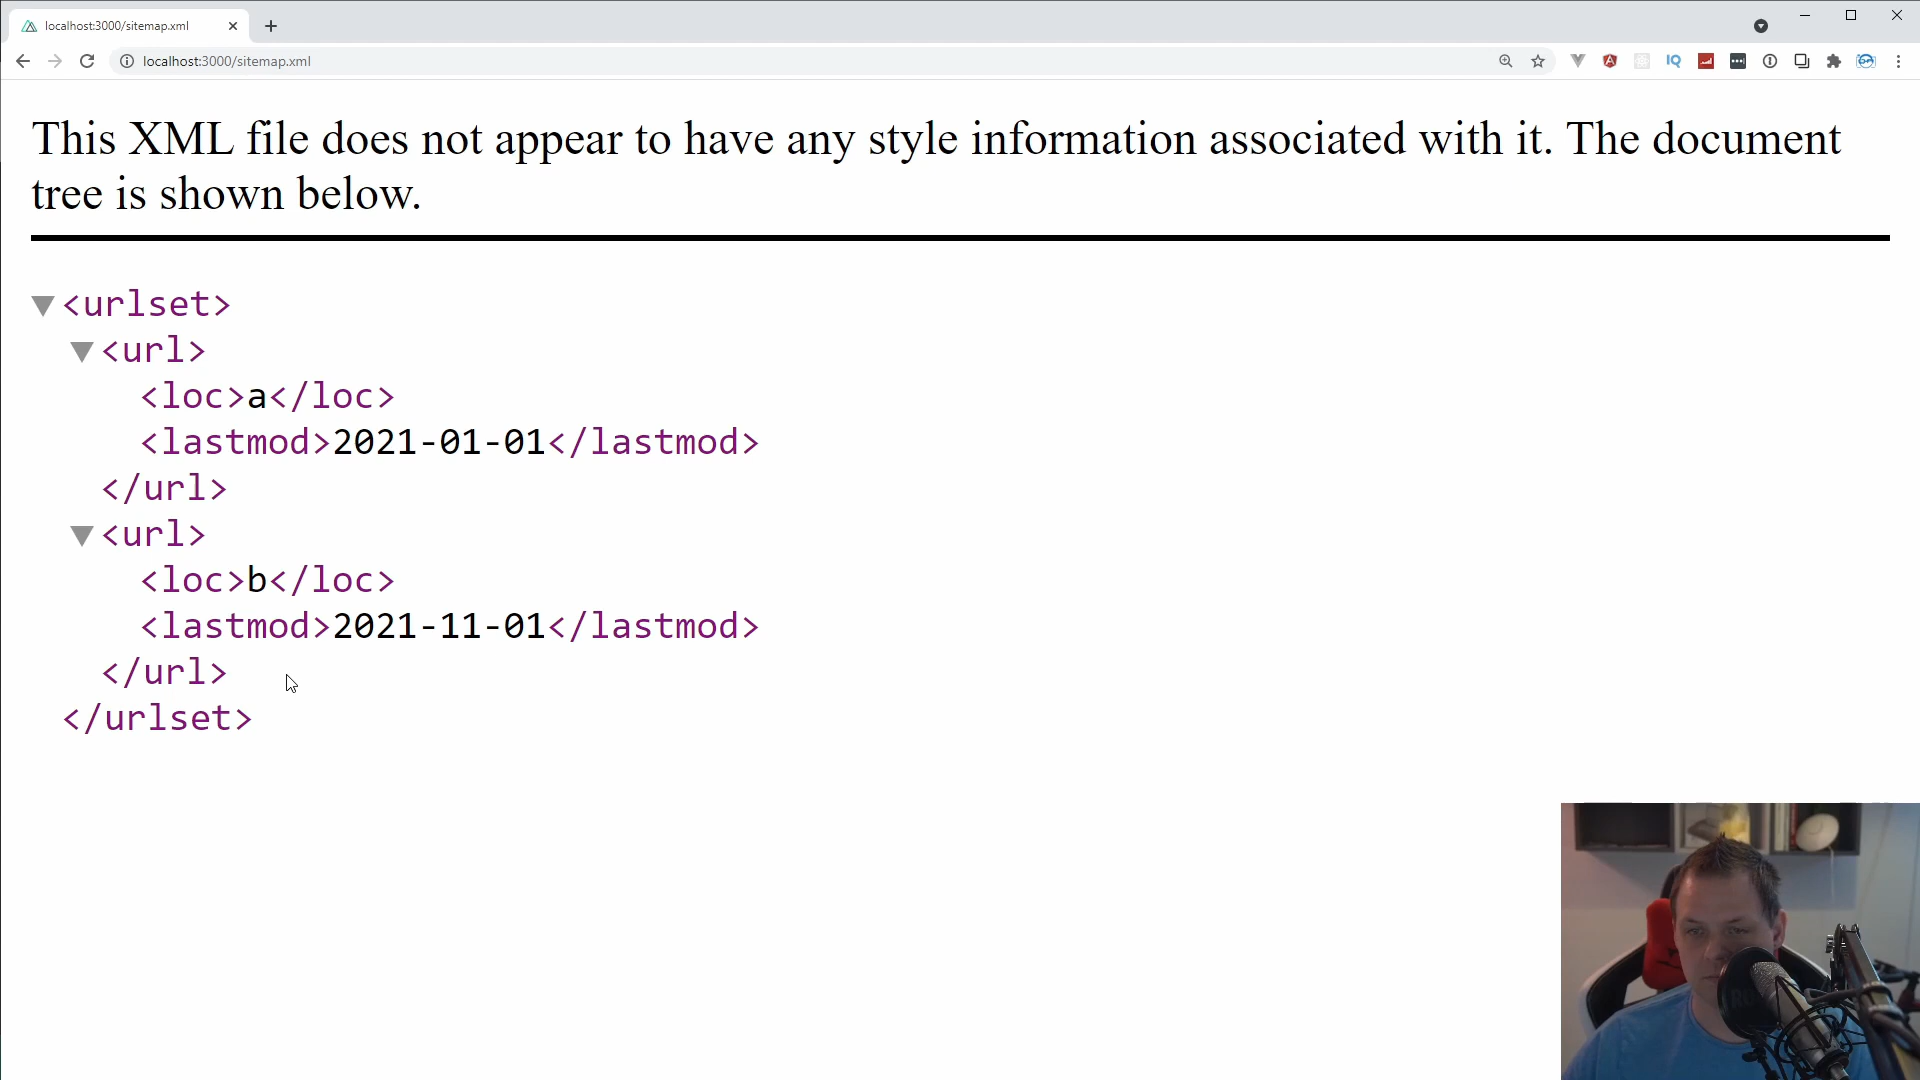 localhost:3000/sitemap.xml
localhost:3000/sitemap.xml
IQ
This XML file does not appear to have any style information associated with it. The document
tree is shown below.
<urlset>
<url>
<loc>a</loc>
<lastmod>2021-01-01</lastmod>
</url>
<url>
<loc>b</loc>
<lastmod>2021-11-01</lastmod>
</url>
</urlset>